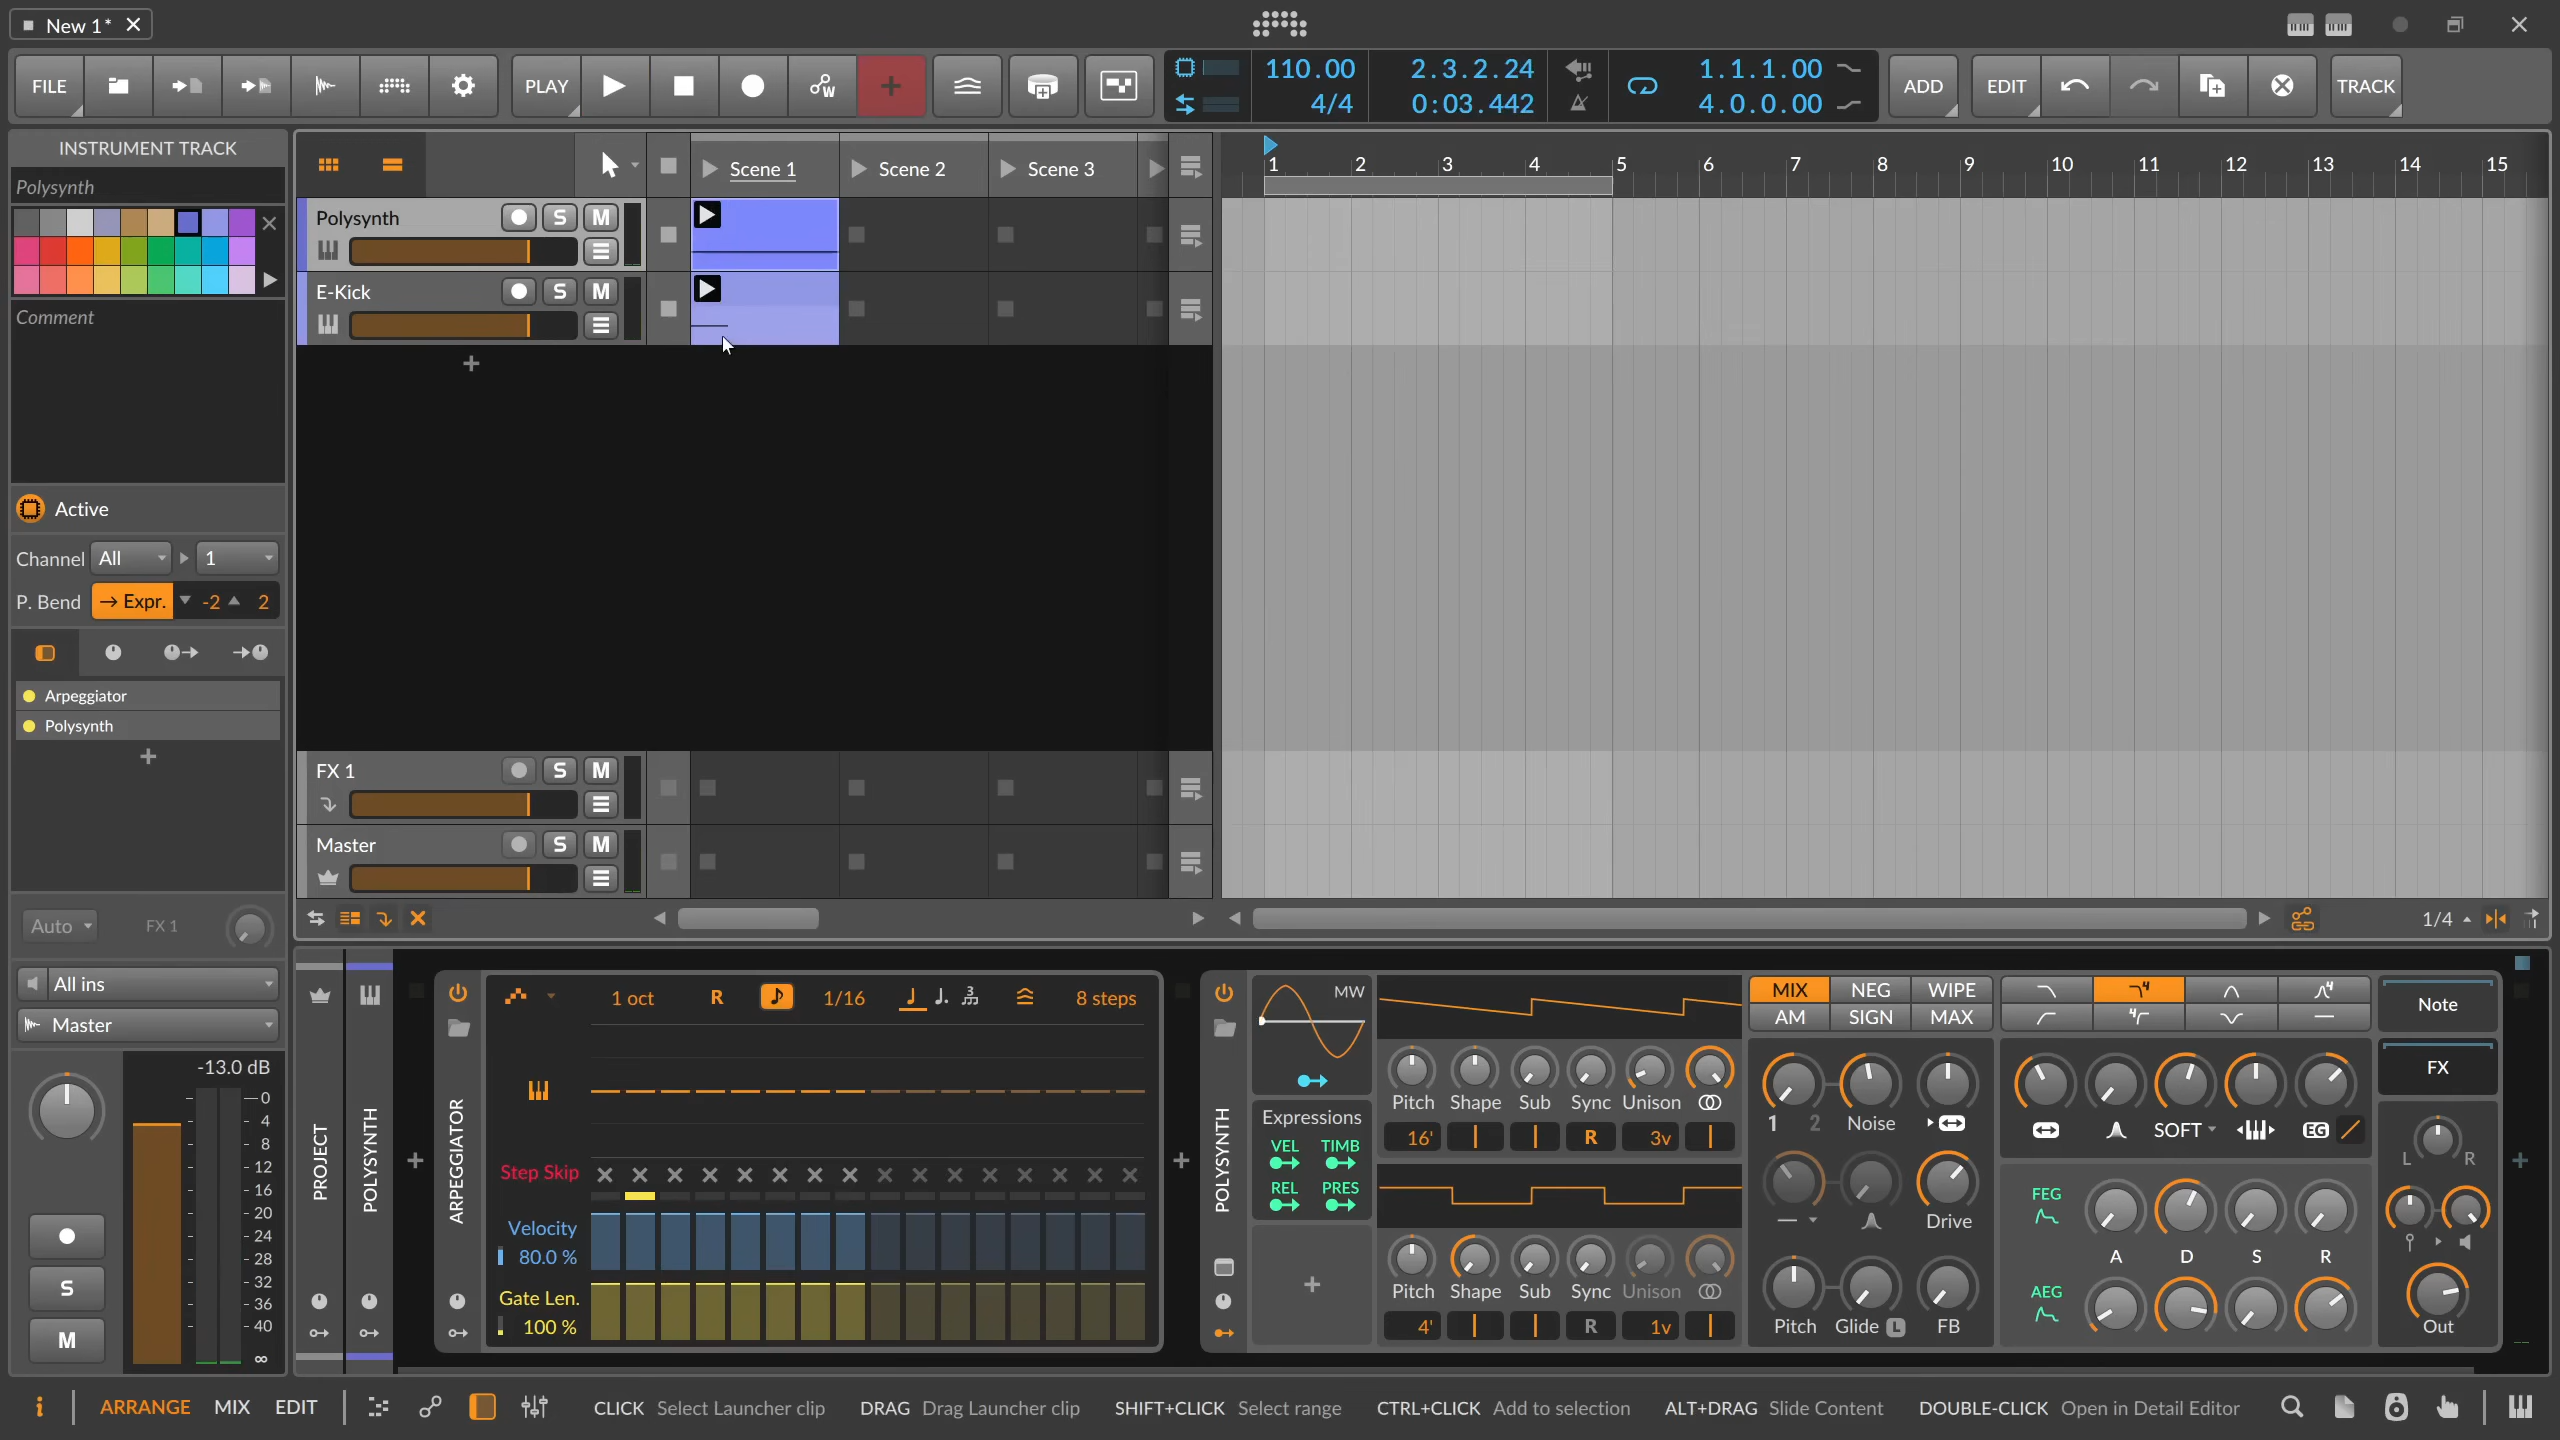 New 1*
FILE PLAY 110.00 2.3.2.24 1.1.1.00 ADD EDIT TRACK
4/4 0:03.442 4.0.0.00
INSTRUMENT TRACK
Polysynth
Comment
Active
Channel All 1
P. Bend → Expr. -2 2
Arpeggiator
Polysynth
Auto FX 1
All ins
Master
-13.0 dB
0
4
8
12
16
20
24
28
32
36
40
∞
S
M
Scene 1 Scene 2 Scene 3
1 2 3 4 5 6 7 8 9 10 11 12 13 14 15
Polysynth S M
E-Kick S M
FX 1 S M
Master S M
1/4
PROJECT
POLYSYNTH
ARPEGGIATOR
1 oct R 1/16 3 8 steps
Step Skip
Velocity
80.0 %
Gate Len.
100 %
POLYSYNTH
MW
Expressions
VEL TIMB
REL PRES
Pitch Shape Sub Sync Unison
16' R 3v
Pitch Shape Sub Sync Unison
4' R 1v
MIX NEG WIPE
AM SIGN MAX
1 2 Noise
Drive
Pitch Glide L FB
4 4
4
SOFT EG
FEG
A D S R
AEG
Note
FX
L R
Out
ARRANGE MIX EDIT CLICK Select Launcher clip DRAG Drag Launcher clip SHIFT+CLICK Select range CTRL+CLICK Add to selection ALT+DRAG Slide Content DOUBLE-CLICK Open in Detail Editor